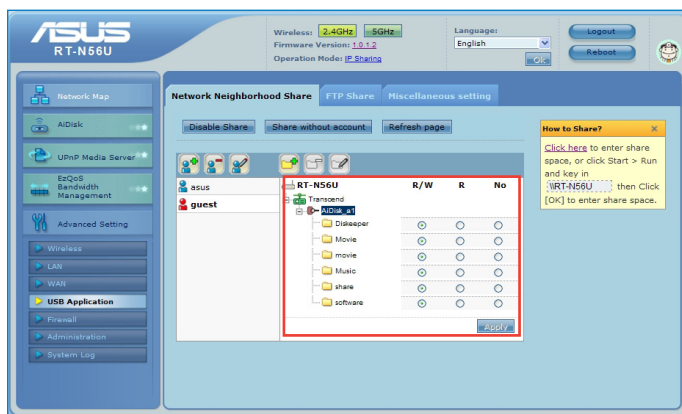 ASUS
RT-N56U
Wireless: 2.4GHz 5GHz
Firmware Version: 1.0.1.2
Operation Mode: IP Sharing
Language:
English
Ok
Logout
Reboot
Network Map
AiDisk
UPnP Media Server
EzQoS
Bandwidth
Management
Advanced Setting
Wireless
LAN
WAN
USB Application
Firewall
Administration
System Log
Network Neighborhood Share FTP Share Miscellaneous setting
Disable Share Share without account Refresh page
asus
guest
RT-N56U R/W R No
Transcend
AiDisk_a1
Diskeeper
Movie
movie
Music
share
software
Apply
How to Share? X
Click here to enter share
space, or click Start > Run
and key in
\\RT-N56U then Click
[OK] to enter share space.